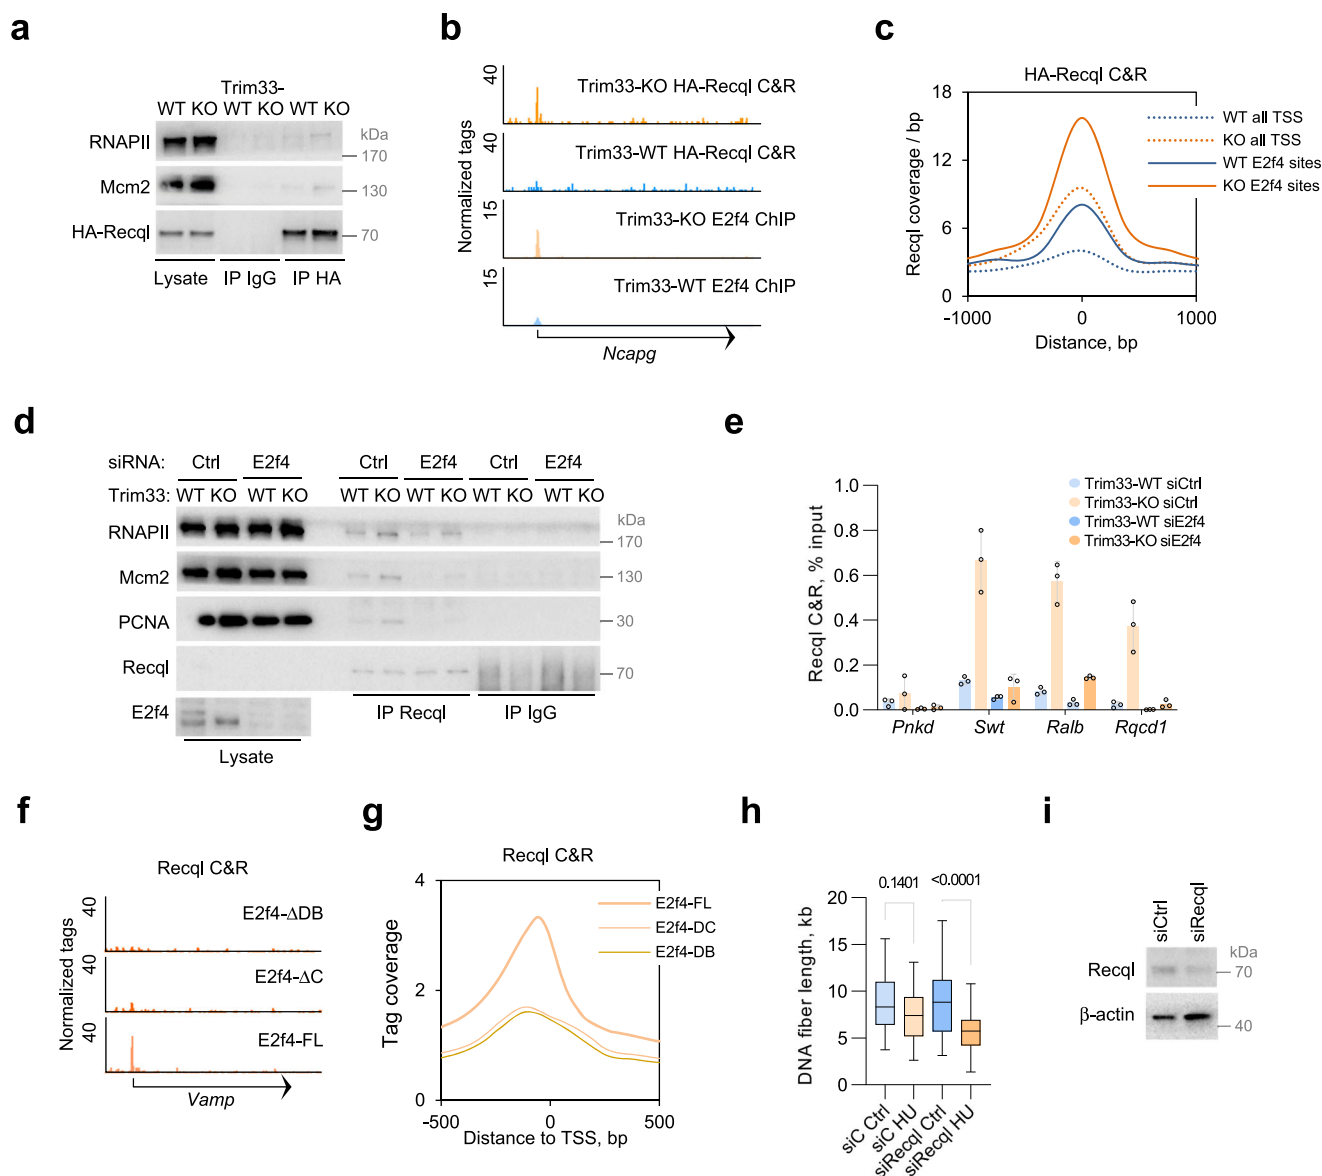 a
Trim33-
WT KO WT KO WT KO
kDa
RNAPII
170
Mcm2
130
HA-Recql
70
Lysate IP IgG IP HA
b
Normalized tags
40
Trim33-KO HA-Recql C&R
40
Trim33-WT HA-Recql C&R
15
Trim33-KO E2f4 ChIP
15
Trim33-WT E2f4 ChIP
Ncapg
c
HA-Recql C&R
Recql coverage / bp
18
12
6
0
−1000 0 1000
Distance, bp
WT all TSS
KO all TSS
WT E2f4 sites
KO E2f4 sites
d
siRNA: Ctrl E2f4 Ctrl E2f4 Ctrl E2f4
Trim33: WT KO WT KO WT KO WT KO WT KO WT KO
kDa
RNAPII
170
Mcm2
130
PCNA
30
Recql
70
IP Recql IP IgG
E2f4
Lysate
e
Recql C&R, % input
1.0
0.8
0.6
0.4
0.2
0.0
Trim33-WT siCtrl
Trim33-KO siCtrl
Trim33-WT siE2f4
Trim33-KO siE2f4
Pnkd Swt Ralb Rqcd1
f
Recql C&R
Normalized tags
40
E2f4-ΔDB
40
E2f4-ΔC
40
E2f4-FL
Vamp
g
Recql C&R
Tag coverage
4
2
0
-500 0 500
Distance to TSS, bp
E2f4-FL
E2f4-DC
E2f4-DB
h
DNA fiber length, kb
20
15
10
5
0
0.1401 <0.0001
siC Ctrl
siC HU
siRecql Ctrl
siRecql HU
i
siCtrl
siRecql
kDa
Recql
70
β-actin
40